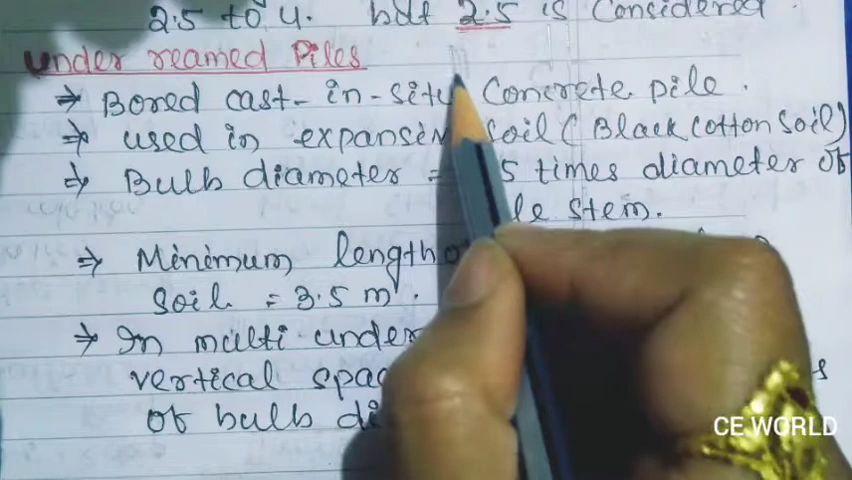 2.5 to 4. but 2.5 is Considered
Under reamed Piles
⇒ Bored cast-in-situ Concrete pile.
⇒ used in expansive Soil (Black Cotton Soil)
⇒ Bulb diameter = 5 times diameter of
le stem.
⇒ Minimum length
Soil = 3.5 m.
⇒ In multi under
vertical spac
of bulb di
CE WORLD